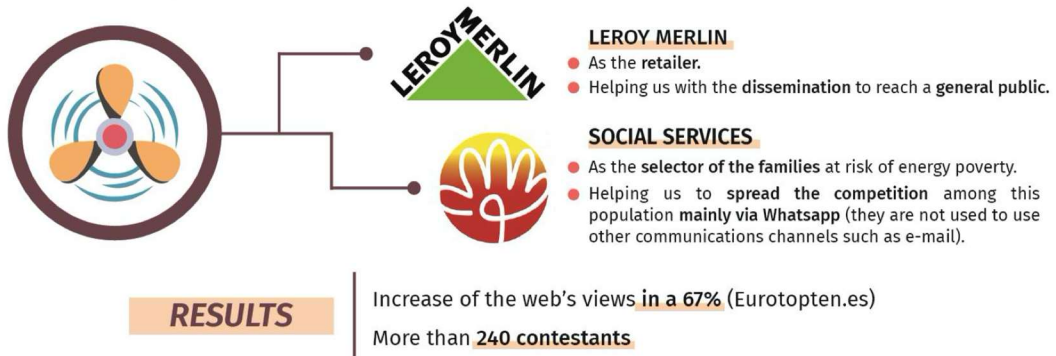 LEROY MERLIN
LEROY MERLIN
As the retailer.
Helping us with the dissemination to reach a general public.
SOCIAL SERVICES
As the selector of the families at risk of energy poverty.
Helping us to spread the competition among this
population mainly via Whatsapp (they are not used to use
other communications channels such as e-mail).
RESULTS
Increase of the web's views in a 67% (Eurotopten.es)
More than 240 contestants